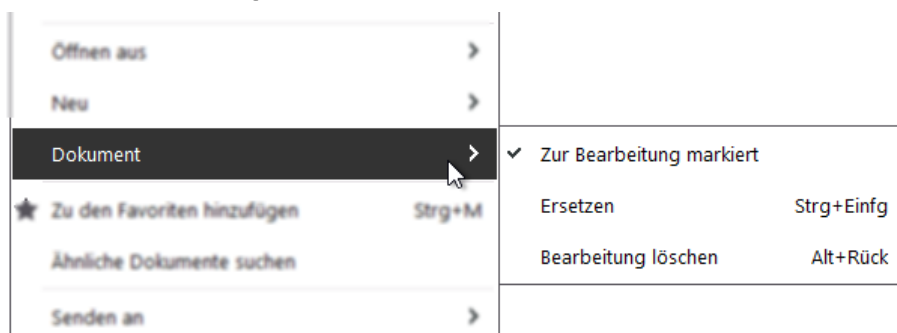 Öffnen aus
Neu
Dokument
Zu den Favoriten hinzufügen Strg+M
Ähnliche Dokumente suchen
Senden an
Zur Bearbeitung markiert
Ersetzen Strg+Einfg
Bearbeitung löschen Alt+Rück